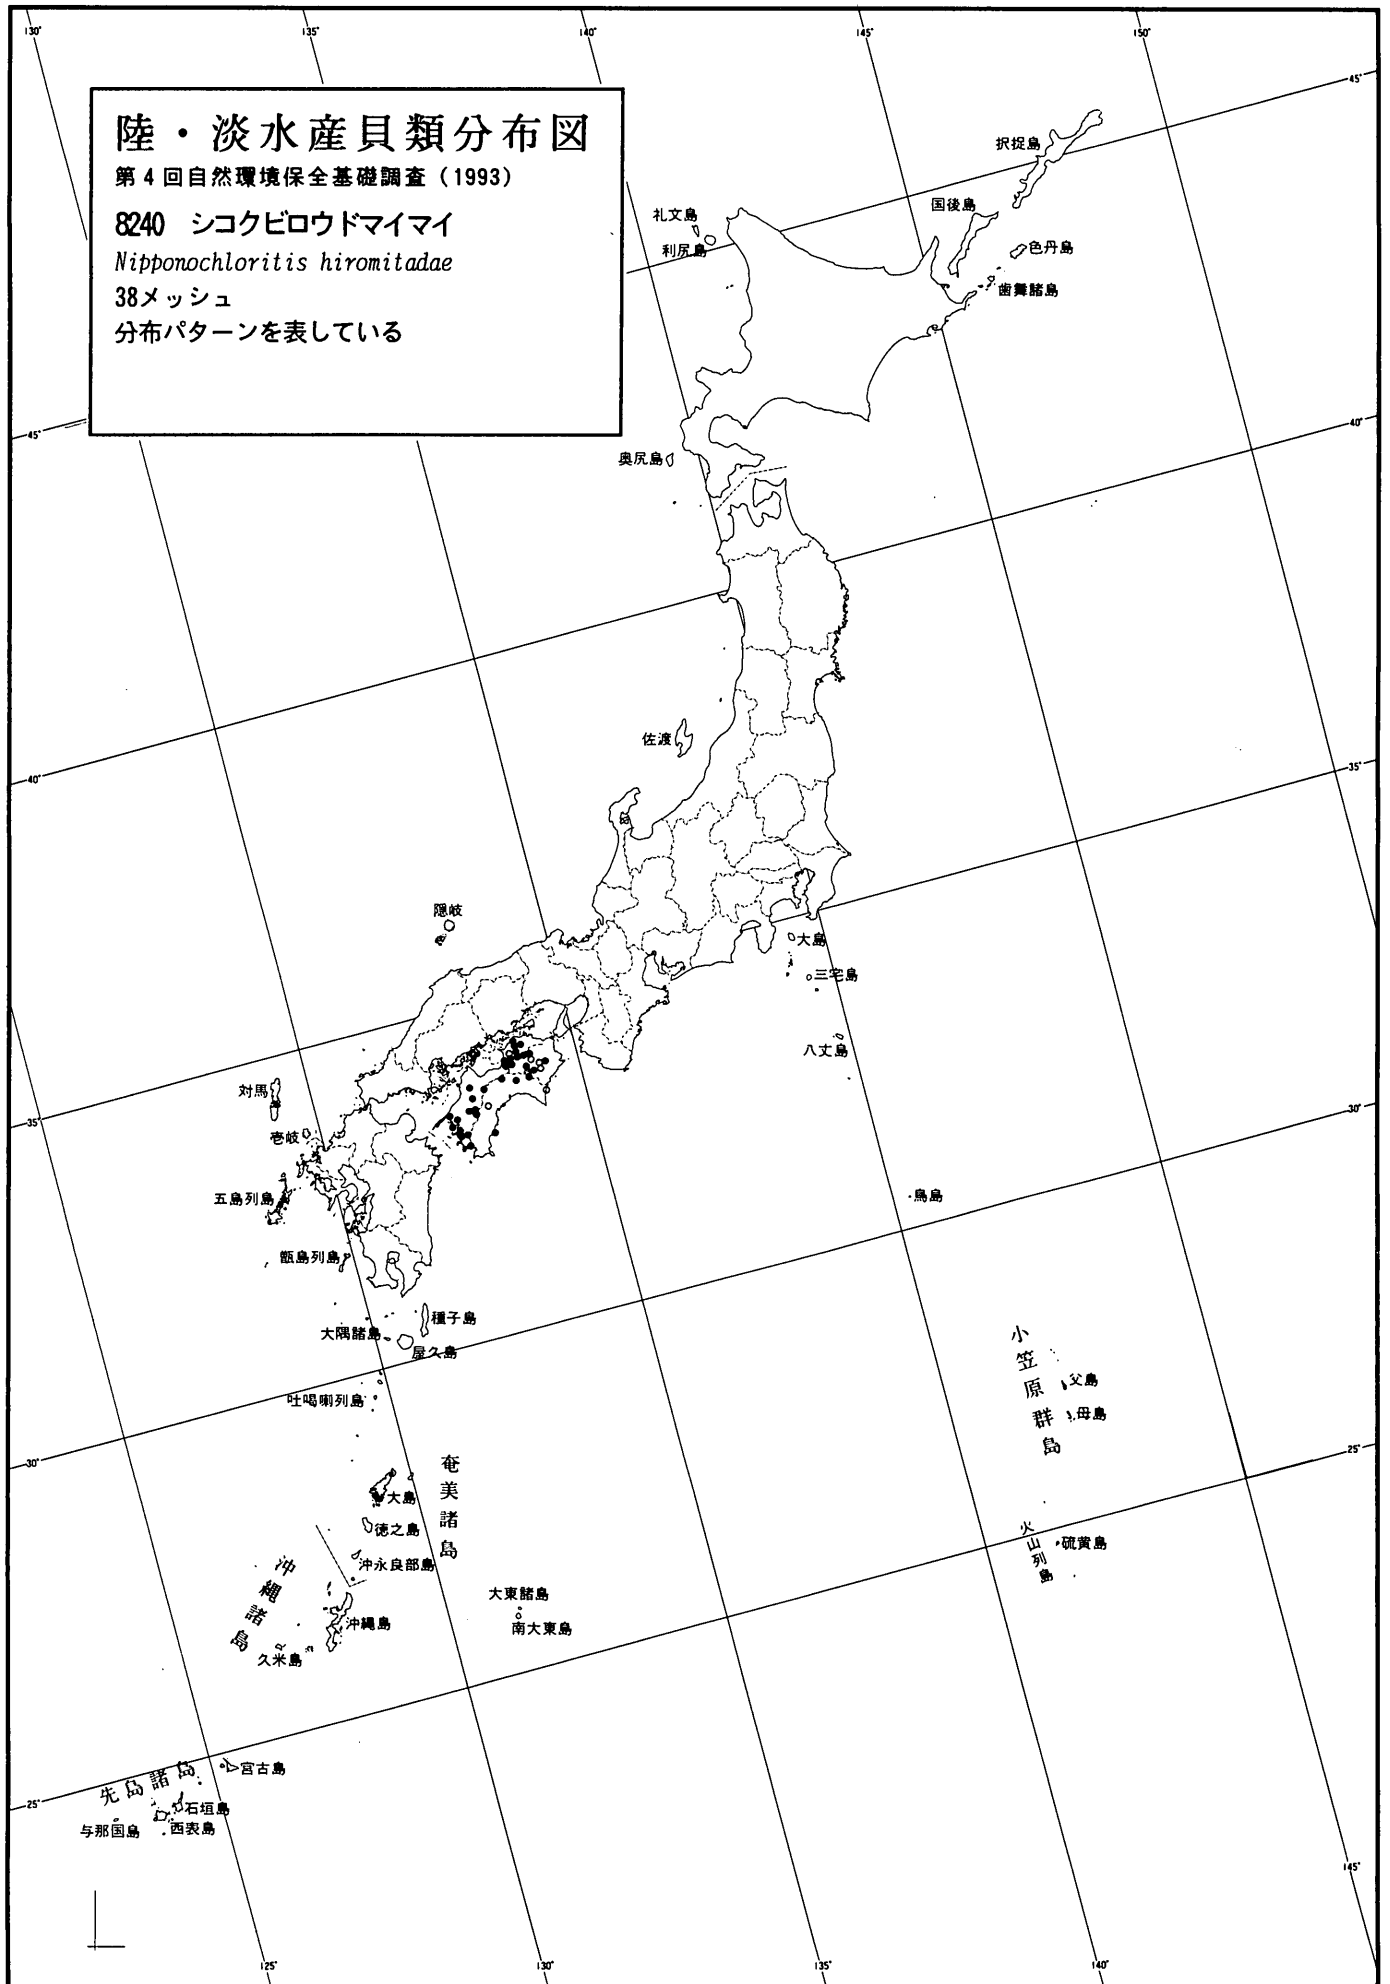 130°
135°
140°
145°
150°
陸・淡水産貝類分布図
第4回自然環境保全基礎調査（1993）
8240 シコクビロウドマイマイ
Nipponochloritis hiromitadae
38メッシュ
分布パターンを表している
45°
択捉島
国後島
色丹島
歯舞諸島
礼文島
利尻島
奥尻島
45°
40°
佐渡
40°
35°
隠岐
大島
三宅島
八丈島
対馬
壱岐
五島列島
甑島列島
35°
30°
鳥島
種子島
大隅諸島
屋久島
吐喝喇列島
小笠原群島
父島
母島
30°
25°
奄美諸島
大島
徳之島
沖永良部島
沖縄諸島
沖縄島
久米島
大東諸島
南大東島
火山列島
硫黄島
先島諸島
宮古島
石垣島
西表島
与那国島
25°
145°
125°
130°
135°
140°